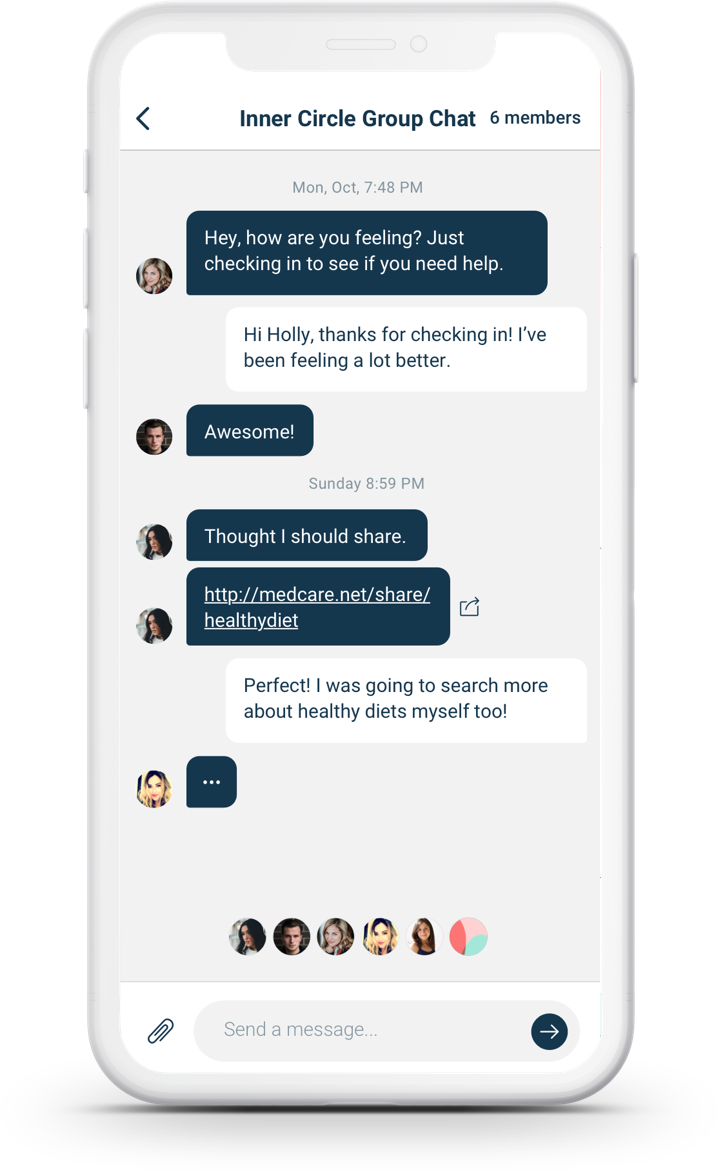 Inner Circle Group Chat 6 members
Mon, Oct, 7:48 PM
Hey, how are you feeling? Just
checking in to see if you need help.
Hi Holly, thanks for checking in! I’ve
been feeling a lot better.
Awesome!
Sunday 8:59 PM
Thought I should share.
http://medcare.net/share/
healthydiet
Perfect! I was going to search more
about healthy diets myself too!
...
Send a message...